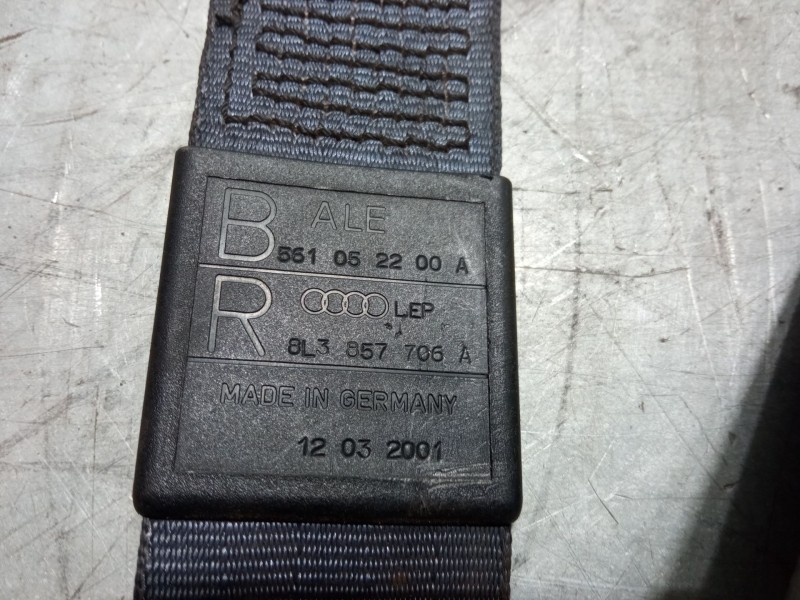 B ALE
561 05 22 00 A
R LEP
8L3 857 706 A
MADE IN GERMANY
12 03 2001